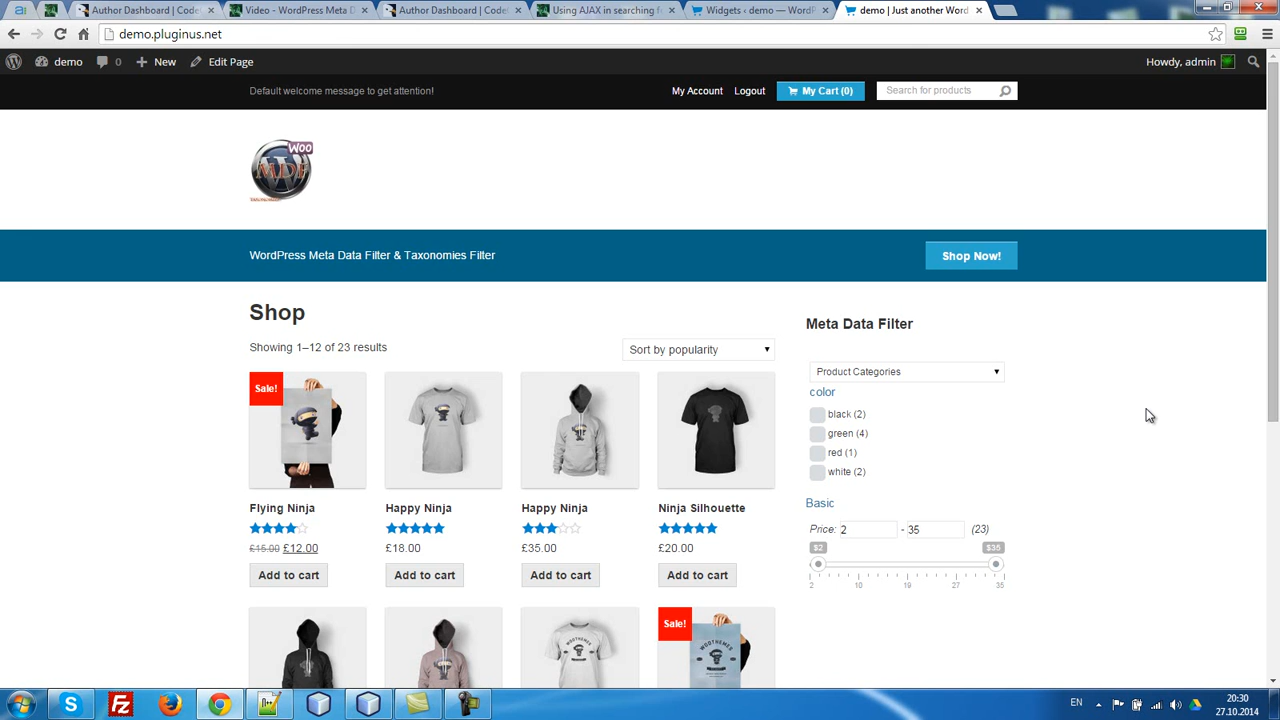 Author Dashboard | Codel
Video - WordPress Meta D
Author Dashboard | Codel
Using AJAX in searching f
Widgets ‹ demo — WordP
demo | Just another Word
demo.pluginus.net
demo
0
New
Edit Page
Howdy, admin
Default welcome message to get attention!
My Account
Logout
My Cart (0)
Search for products
WOO
MDF
WordPress Meta Data Filter & Taxonomies Filter
Shop Now!
Shop
Showing 1–12 of 23 results
Sort by popularity
Meta Data Filter
Product Categories
color
black (2)
green (4)
red (1)
white (2)
Basic
Price: 2 - 35 (23)
$2 $35
2 10 19 27 35
Sale!
Flying Ninja
£15.00 £12.00
Add to cart
Happy Ninja
£18.00
Add to cart
Happy Ninja
£35.00
Add to cart
Ninja Silhouette
£20.00
Add to cart
WOOTHEMES
Sale!
WOOTHEMES
EN
20:30
27.10.2014